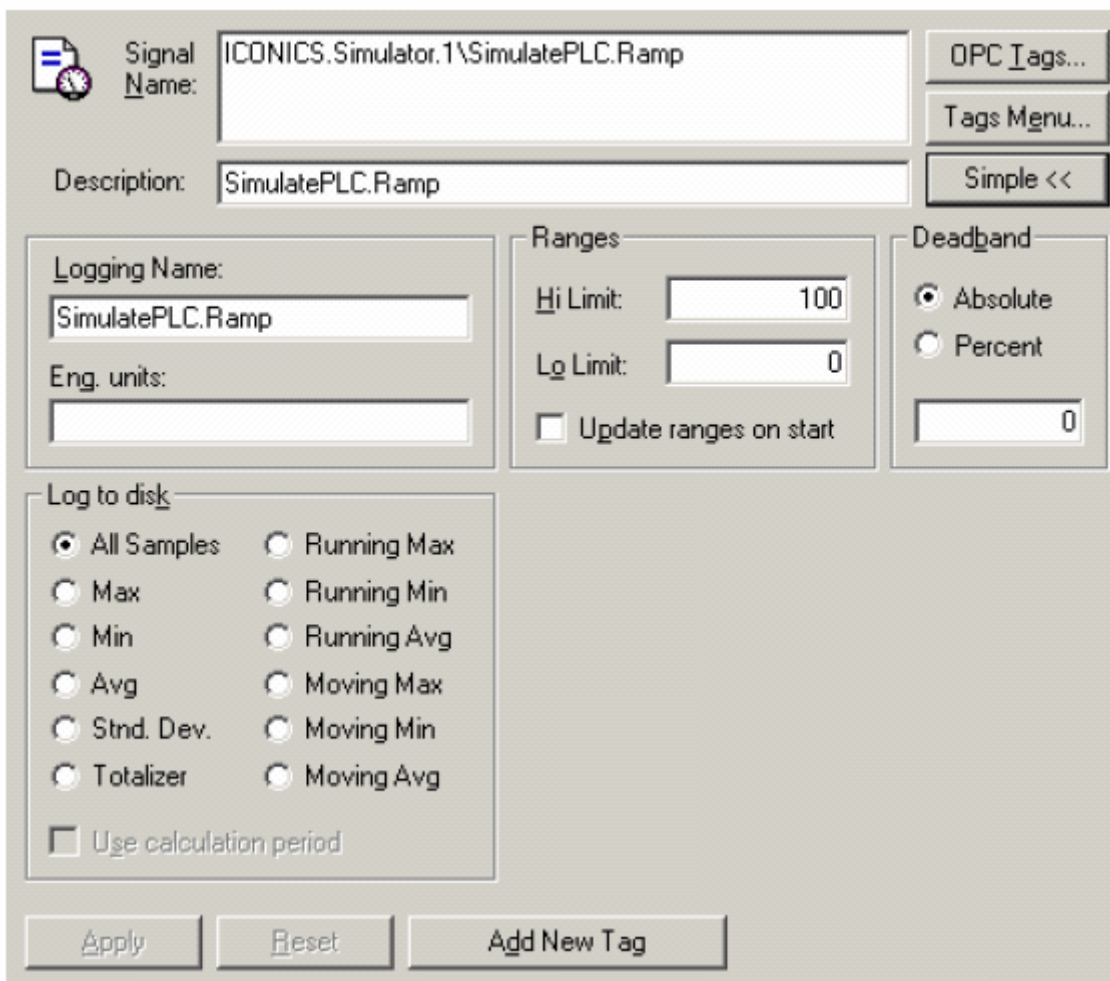 Signal Name:
ICONICS.Simulator.1\SimulatePLC.Ramp
OPC Tags...
Tags Menu...
Description:
SimulatePLC.Ramp
Simple <<
Logging Name:
SimulatePLC.Ramp
Eng. units:
Ranges
Hi Limit:
100
Lo Limit:
0
Update ranges on start
Deadband
Absolute
Percent
0
Log to disk
All Samples
Running Max
Max
Running Min
Min
Running Avg
Avg
Moving Max
Stnd. Dev.
Moving Min
Totalizer
Moving Avg
Use calculation period
Apply
Reset
Add New Tag